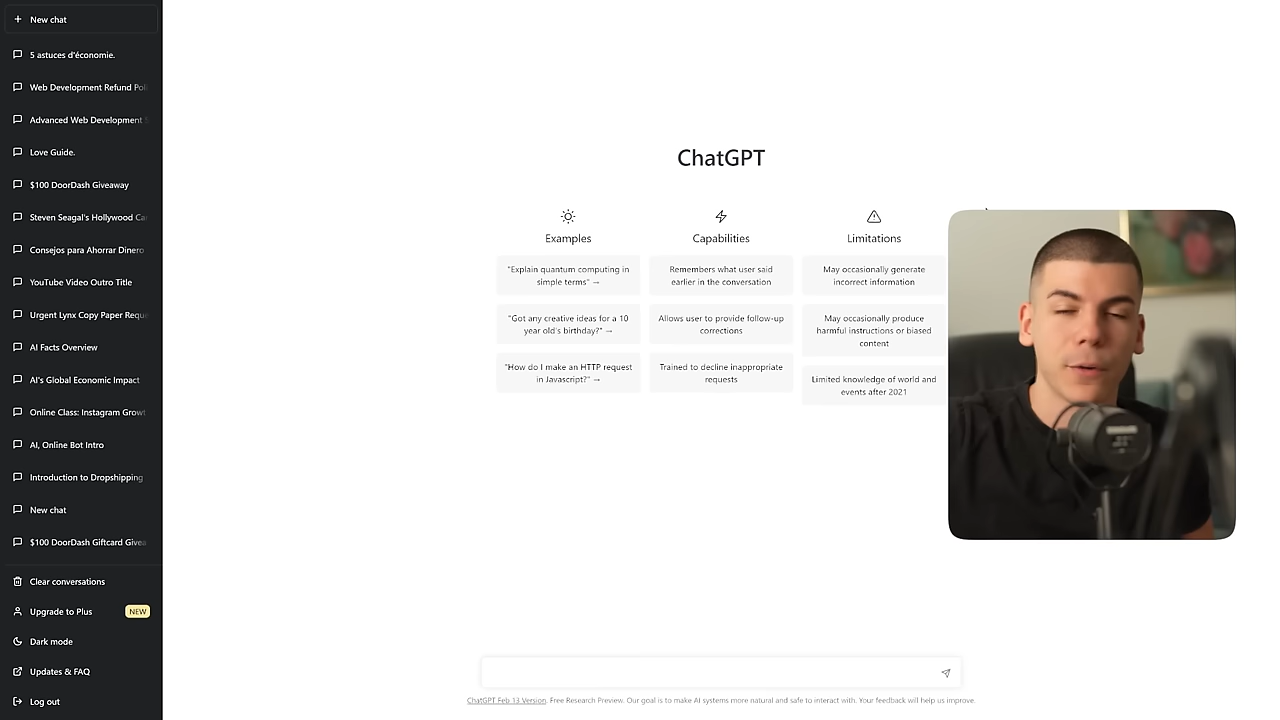 New chat
5 astuces d'économie.
Web Development Refund Pol
Advanced Web Development
Love Guide.
$100 DoorDash Giveaway
Steven Seagal's Hollywood Ca
Consejos para Ahorrar Dinero
YouTube Video Outro Title
Urgent Lynx Copy Paper Requ
AI Facts Overview
AI's Global Economic Impact
Online Class: Instagram Growt
AI, Online Bot Intro
Introduction to Dropshipping
New chat
$100 DoorDash Giftcard Givea
Clear conversations
Upgrade to Plus NEW
Dark mode
Updates & FAQ
Log out
ChatGPT
Examples
"Explain quantum computing in
simple terms" →
"Got any creative ideas for a 10
year old's birthday?" →
"How do I make an HTTP request
in Javascript?" →
Capabilities
Remembers what user said
earlier in the conversation
Allows user to provide follow-up
corrections
Trained to decline inappropriate
requests
Limitations
May occasionally generate
incorrect information
May occasionally produce
harmful instructions or biased
content
Limited knowledge of world and
events after 2021
ChatGPT Feb 13 Version. Free Research Preview. Our goal is to make AI systems more natural and safe to interact with. Your feedback will help us improve.